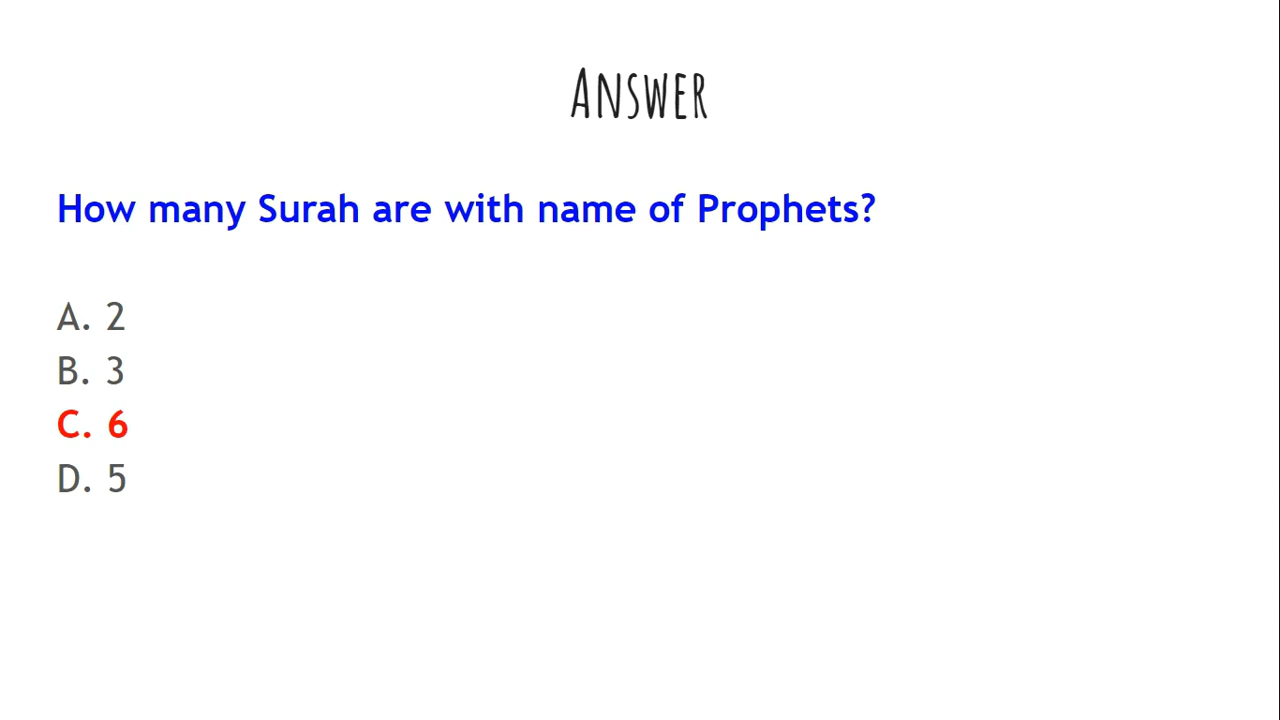 Answer
How many Surah are with name of Prophets?
A. 2
B. 3
C. 6
D. 5